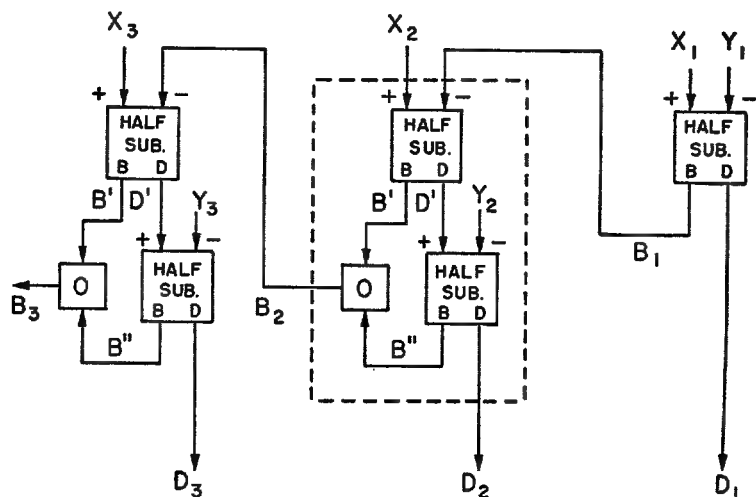 X3
X2
X1 Y1
+ −
+ −
+ −
HALF SUB.
B D
HALF SUB.
B D
HALF SUB.
B D
B' D'
Y3
B' D'
Y2
B1
+ −
+ −
O
HALF SUB.
B D
O
HALF SUB.
B D
B3
B2
B"
B"
D3
D2
D1